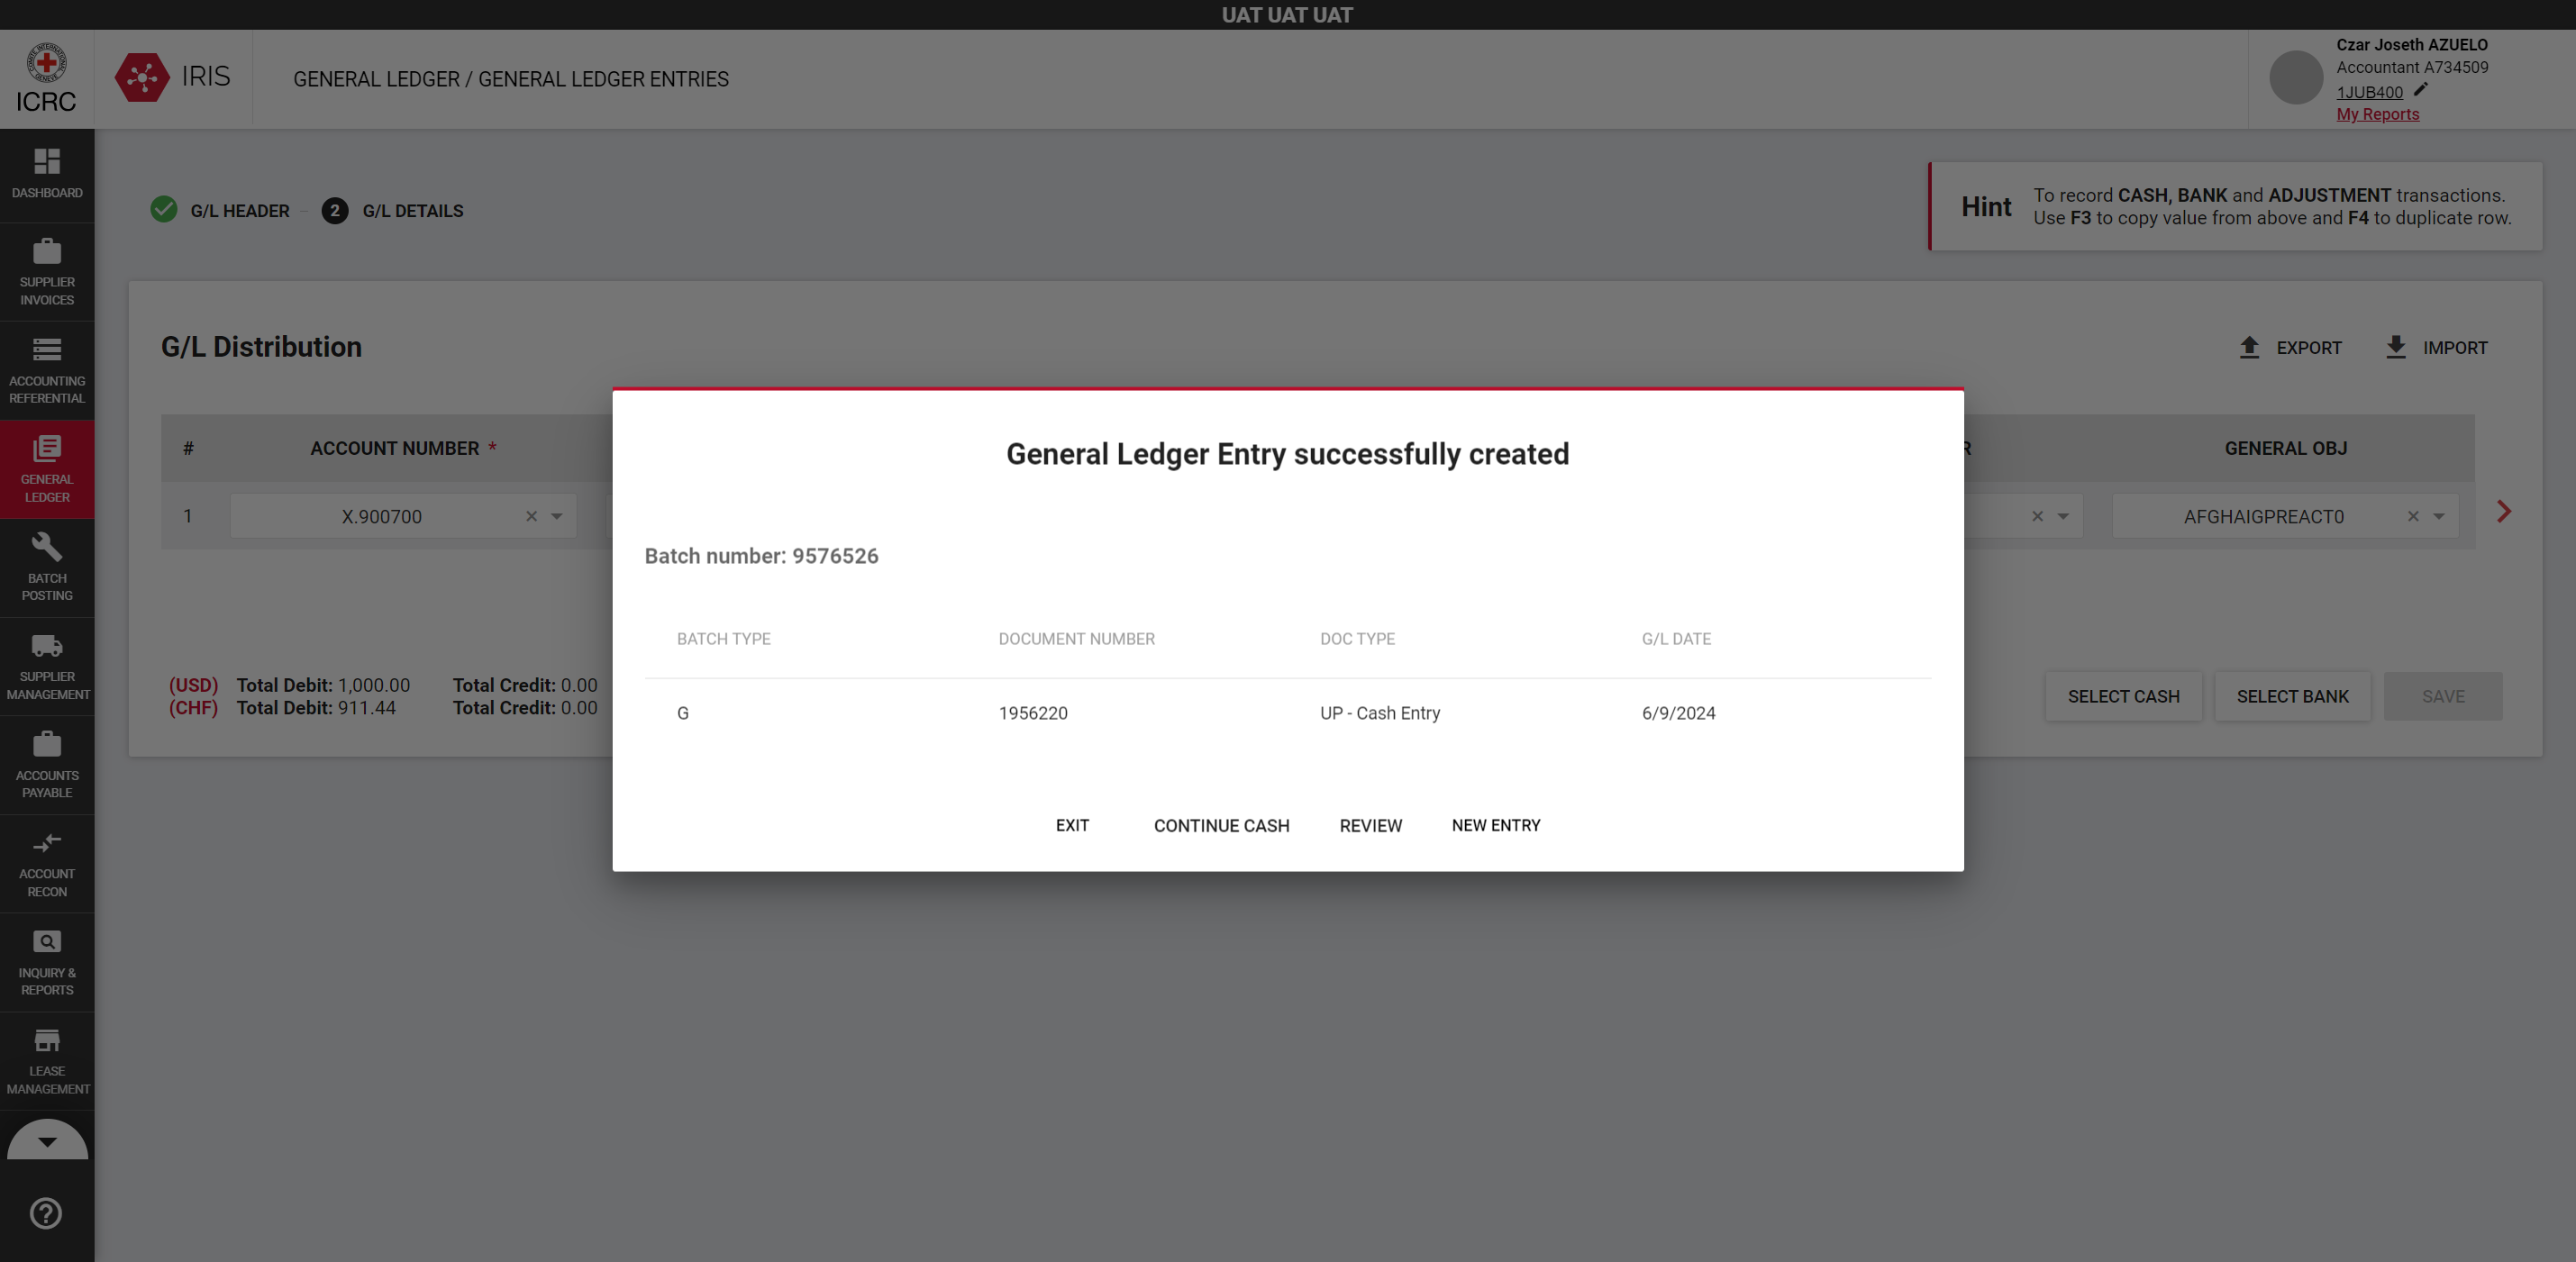 UAT UAT UAT
ICRC
IRIS
GENERAL LEDGER / GENERAL LEDGER ENTRIES
Czar Joseth AZUELO
Accountant A734509
1JUB400
My Reports
DASHBOARD
SUPPLIER
INVOICES
ACCOUNTING
REFERENTIAL
GENERAL
LEDGER
BATCH
POSTING
SUPPLIER
MANAGEMENT
ACCOUNTS
PAYABLE
ACCOUNT
RECON
INQUIRY &
REPORTS
LEASE
MANAGEMENT
G/L HEADER
2 G/L DETAILS
Hint
To record CASH, BANK and ADJUSTMENT transactions.
Use F3 to copy value from above and F4 to duplicate row.
G/L Distribution
EXPORT IMPORT
# ACCOUNT NUMBER * R GENERAL OBJ
1 X.900700 AFGHAIGPREACT0
(USD) Total Debit: 1,000.00 Total Credit: 0.00
(CHF) Total Debit: 911.44 Total Credit: 0.00
SELECT CASH SELECT BANK SAVE
General Ledger Entry successfully created
Batch number: 9576526
BATCH TYPE DOCUMENT NUMBER DOC TYPE G/L DATE
G 1956220 UP - Cash Entry 6/9/2024
EXIT CONTINUE CASH REVIEW NEW ENTRY